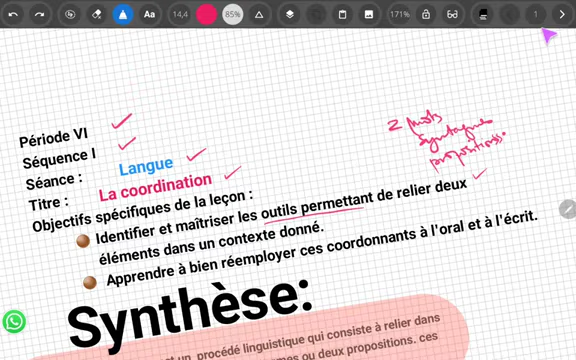 Aa
14,4
85%
171%
1
Période VI
Séquence I
Séance : Langue
Titre : La coordination
Objectifs spécifiques de la leçon :
Identifier et maîtriser les outils permettant de relier deux
éléments dans un contexte donné.
Apprendre à bien réemployer ces coordonnants à l'oral et à l'écrit.
2 mots
syntagmes
propositions.
Synthèse:
un procédé linguistique qui consiste à relier dans
ou deux propositions. ces